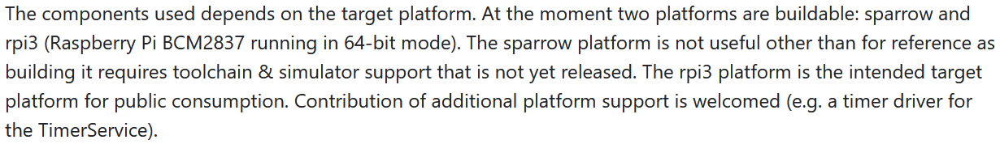 The components used depends on the target platform. At the moment two platforms are buildable: sparrow and
rpi3 (Raspberry Pi BCM2837 running in 64-bit mode). The sparrow platform is not useful other than for reference as
building it requires toolchain & simulator support that is not yet released. The rpi3 platform is the intended target
platform for public consumption. Contribution of additional platform support is welcomed (e.g. a timer driver for
the TimerService).